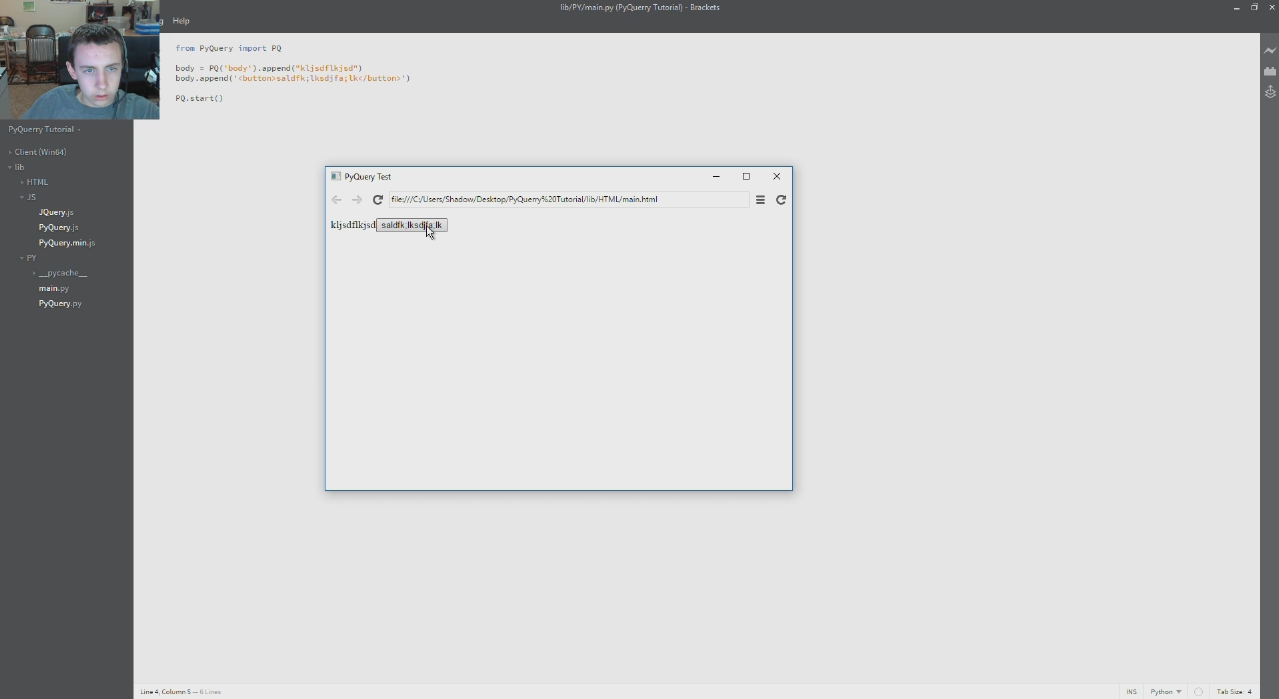 lib/PY/main.py (PyQuerry Tutorial) - Brackets
g Help
from PyQuery import PQ
body = PQ('body').append("kljsdflkjsd")
body.append('<button>saldfk;lksdjfa;lk</button>')
PQ.start()
PyQuerry Tutorial
Client (Win64)
lib
HTML
JS
JQuery.js
PyQuery.js
PyQuery.min.js
PY
__pycache__
main.py
PyQuery.py
PyQuery Test
file:///C:/Users/Shadow/Desktop/PyQuerry%20Tutorial/lib/HTML/main.html
kljsdflkjsd saldfk;lksdjfa;lk
Line 4, Column 5 — 6 Lines
INS Python Tab Size: 4